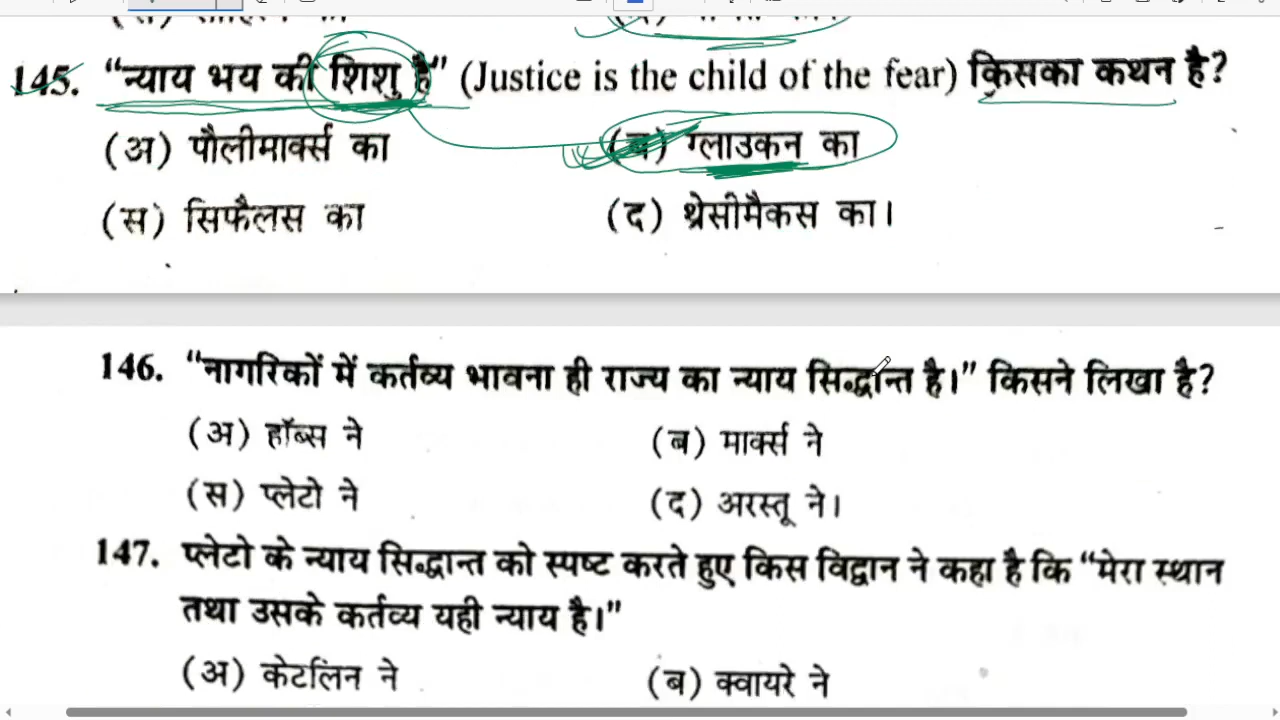 145. “न्याय भय की शिशु है” (Justice is the child of the fear) किसका कथन है?
(अ) पौलीमार्क्स का (ब) ग्लाउकन का
(स) सिफैलस का (द) थ्रेसीमैकस का।
146. “नागरिकों में कर्तव्य भावना ही राज्य का न्याय सिद्धान्त है।” किसने लिखा है?
(अ) हॉब्स ने (ब) मार्क्स ने
(स) प्लेटो ने (द) अरस्तू ने।
147. प्लेटो के न्याय सिद्धान्त को स्पष्ट करते हुए किस विद्वान ने कहा है कि “मेरा स्थान
तथा उसके कर्तव्य यही न्याय है।”
(अ) केटलिन ने (ब) क्वायरे ने